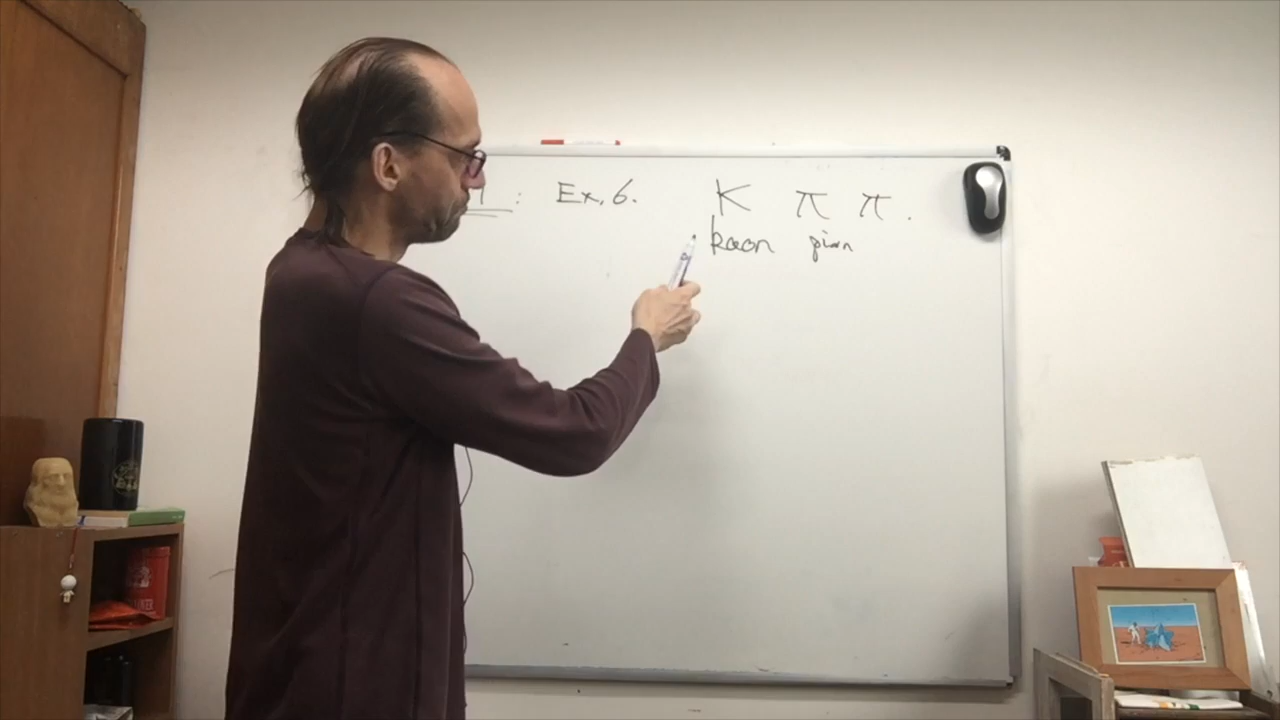 : Ex. 6. K π π.
kaon pion